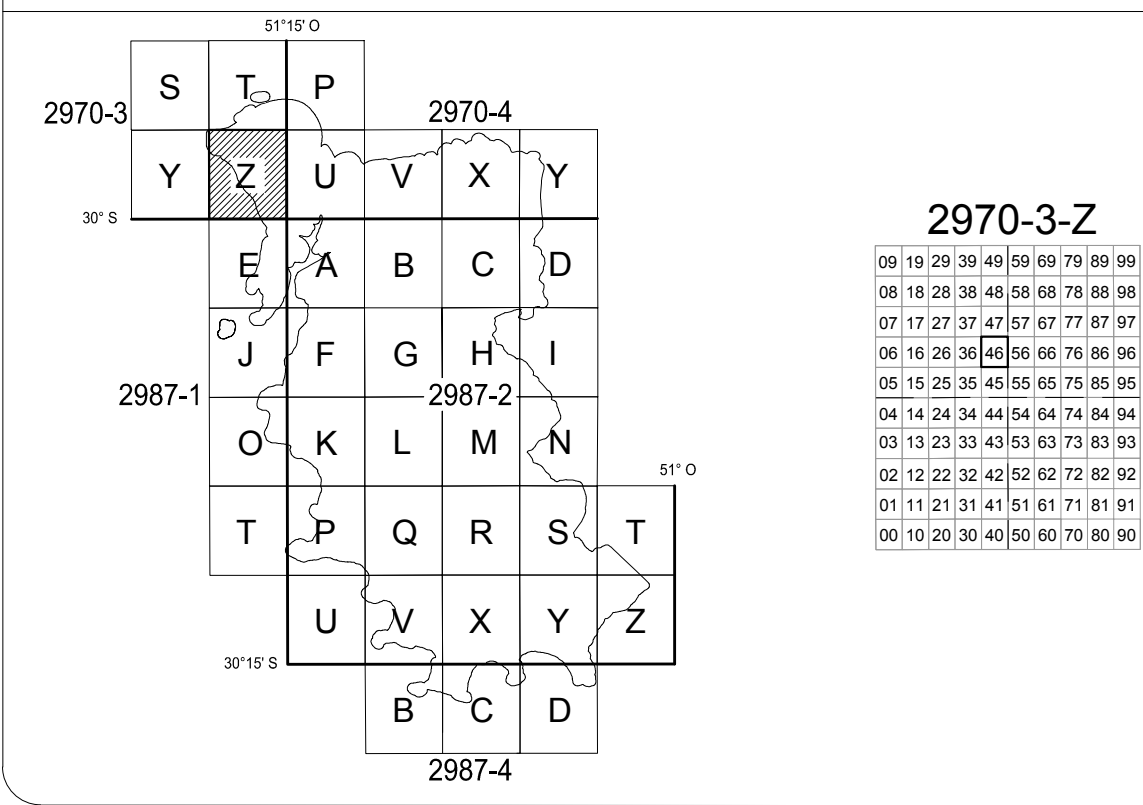 51°15' O
S T P
2970-3 2970-4
Y Z U V X Y
30° S
E A B C D
J F G H I
2987-1 2987-2
O K L M N
51° O
T P Q R S T
U V X Y Z
30°15' S
B C D
2987-4
2970-3-Z
09 19 29 39 49 59 69 79 89 99
08 18 28 38 48 58 68 78 88 98
07 17 27 37 47 57 67 77 87 97
06 16 26 36 46 56 66 76 86 96
05 15 25 35 45 55 65 75 85 95
04 14 24 34 44 54 64 74 84 94
03 13 23 33 43 53 63 73 83 93
02 12 22 32 42 52 62 72 82 92
01 11 21 31 41 51 61 71 81 91
00 10 20 30 40 50 60 70 80 90